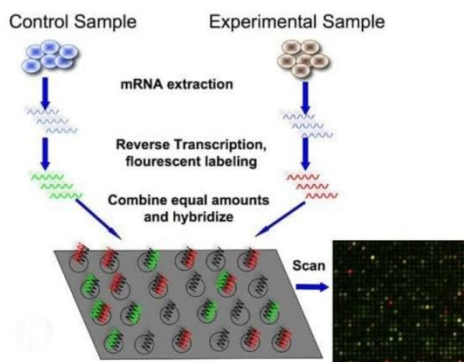 Control Sample
Experimental Sample
mRNA extraction
Reverse Transcription,
flourescent labeling
Combine equal amounts
and hybridize
Scan